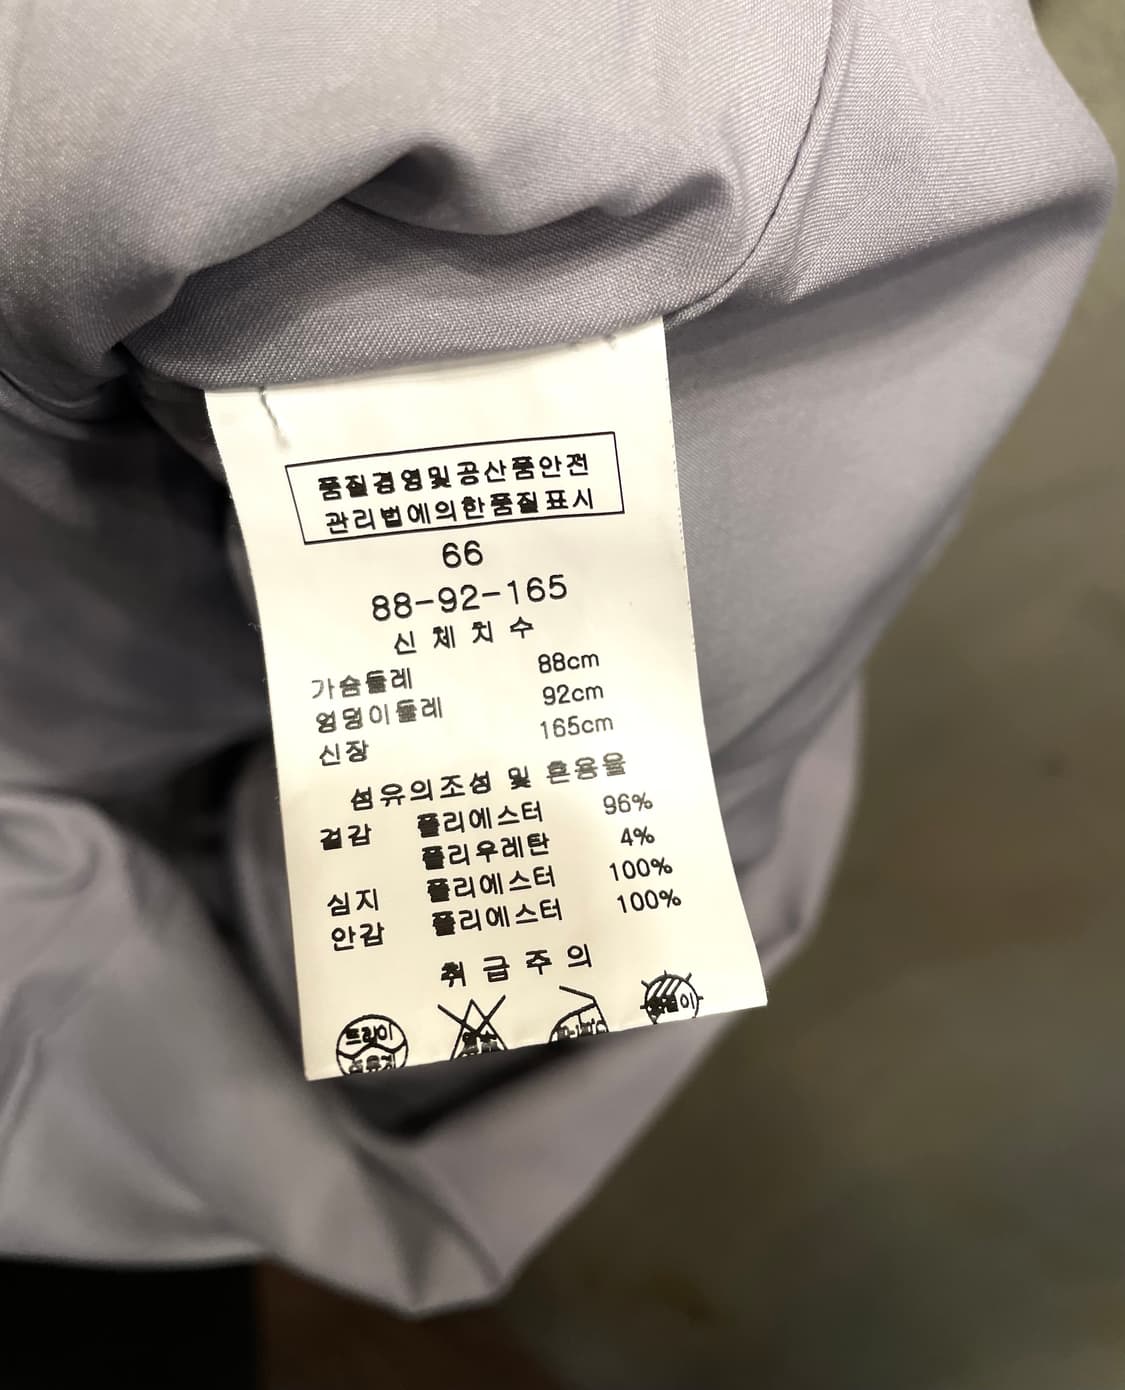 품질경영및공산품안전
관리법에의한품질표시
66
88-92-165
신 체 치 수
가슴둘레 88cm
엉덩이둘레 92cm
신장 165cm
섬유의조성 및 혼용율
겉감 폴리에스터 96%
폴리우레탄 4%
심지 폴리에스터 100%
안감 폴리에스터 100%
취 급 주 의
드라이